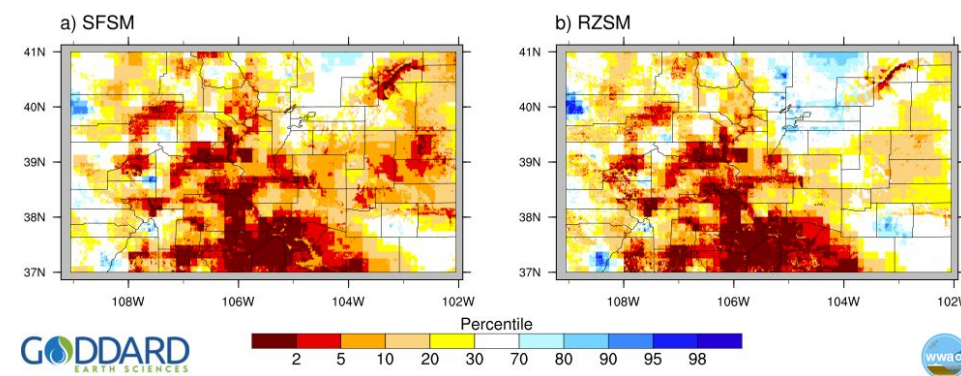 a) SFSM
b) RZSM
41N
40N
39N
38N
37N
108W
106W
104W
102W
41N
40N
39N
38N
37N
108W
106W
104W
102W
Percentile
2 5 10 20 30 70 80 90 95 98
GODDARD
EARTH SCIENCES